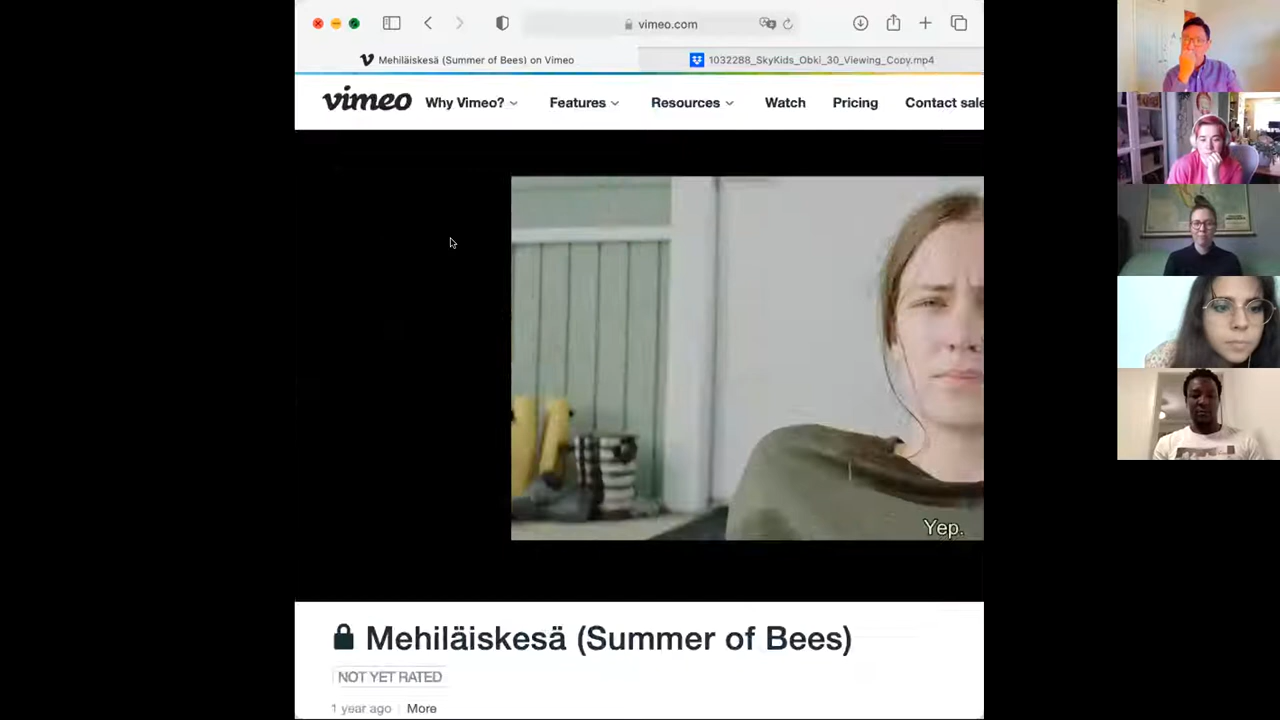 vimeo.com
Mehiläiskesä (Summer of Bees) on Vimeo
1032288_SkyKids_Obki_30_Viewing_Copy.mp4
vimeo Why Vimeo? Features Resources Watch Pricing Contact sale
Yep.
Mehiläiskesä (Summer of Bees)
NOT YET RATED
1 year ago More